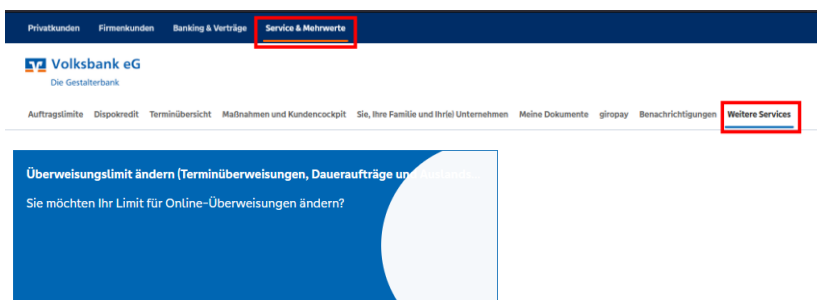 Privatkunden Firmenkunden Banking & Verträge Service & Mehrwerte
Volksbank eG
Die Gestalterbank
Auftragslimite Dispokredit Terminübersicht Maßnahmen und Kundencockpit Sie, Ihre Familie und Ihr(e) Unternehmen Meine Dokumente giropay Benachrichtigungen Weitere Services
Überweisungslimit ändern (Terminüberweisungen, Daueraufträge und Auslands...
Sie möchten Ihr Limit für Online-Überweisungen ändern?